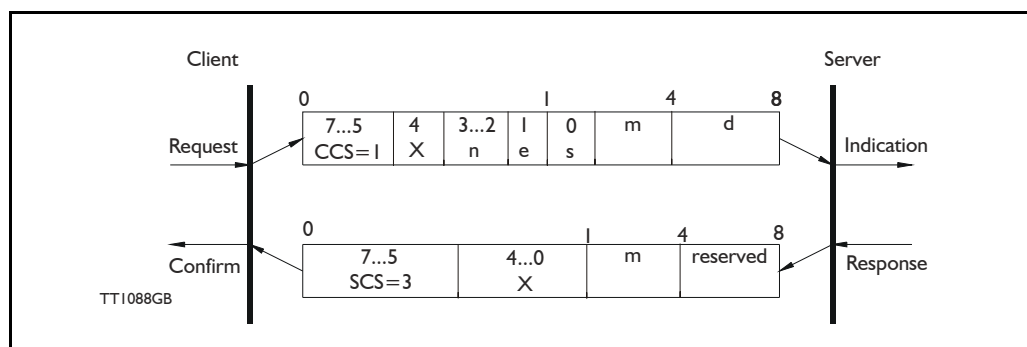 Client Server
0 1 4 8
7...5 4 3...2 1 0 m d
Request CCS=1 X n e s Indication
0 1 4 8
7...5 4...0 m reserved
Confirm SCS=3 X Response
TT1088GB